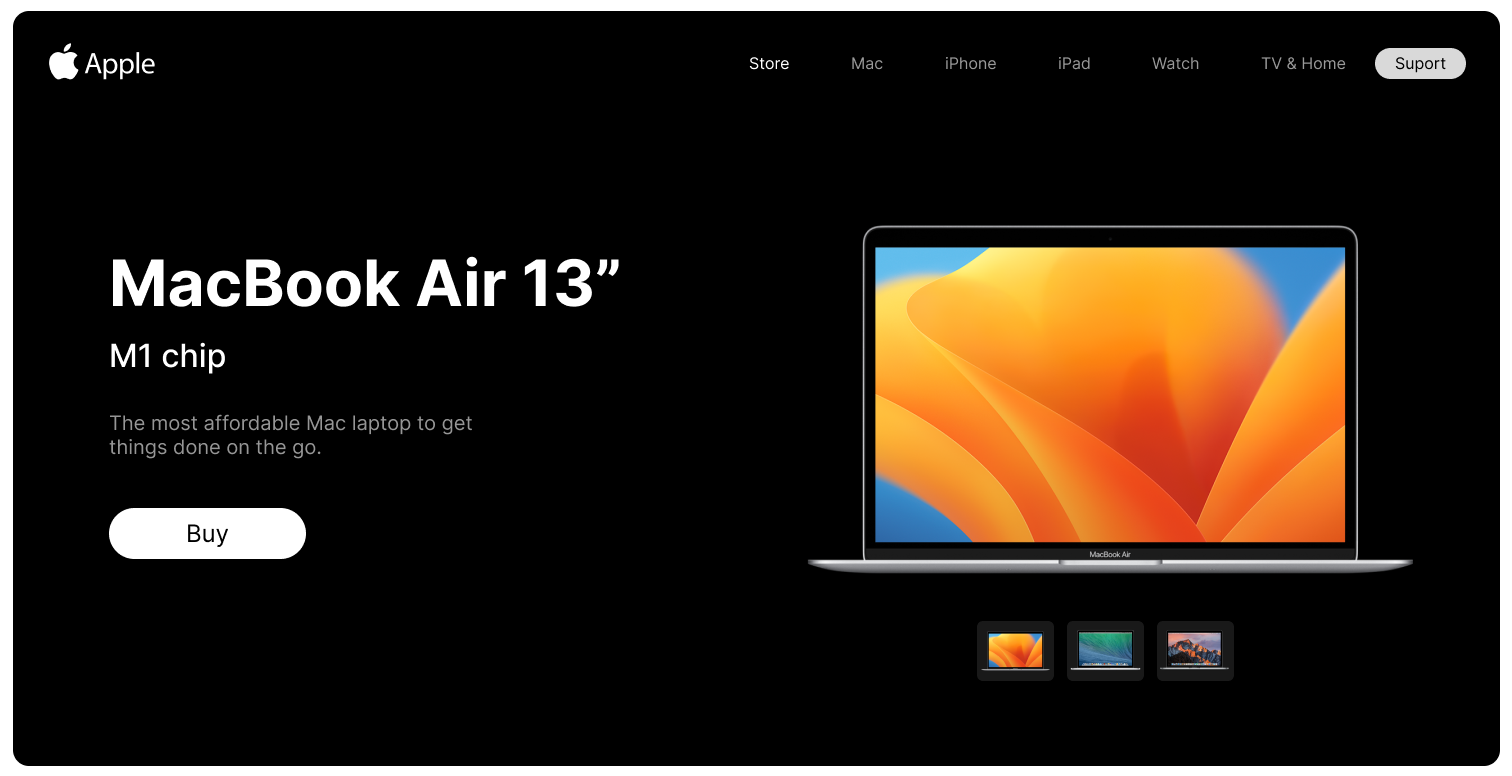 Apple
Store Mac iPhone iPad Watch TV & Home Suport
MacBook Air 13”
M1 chip
The most affordable Mac laptop to get
things done on the go.
Buy
MacBook Air